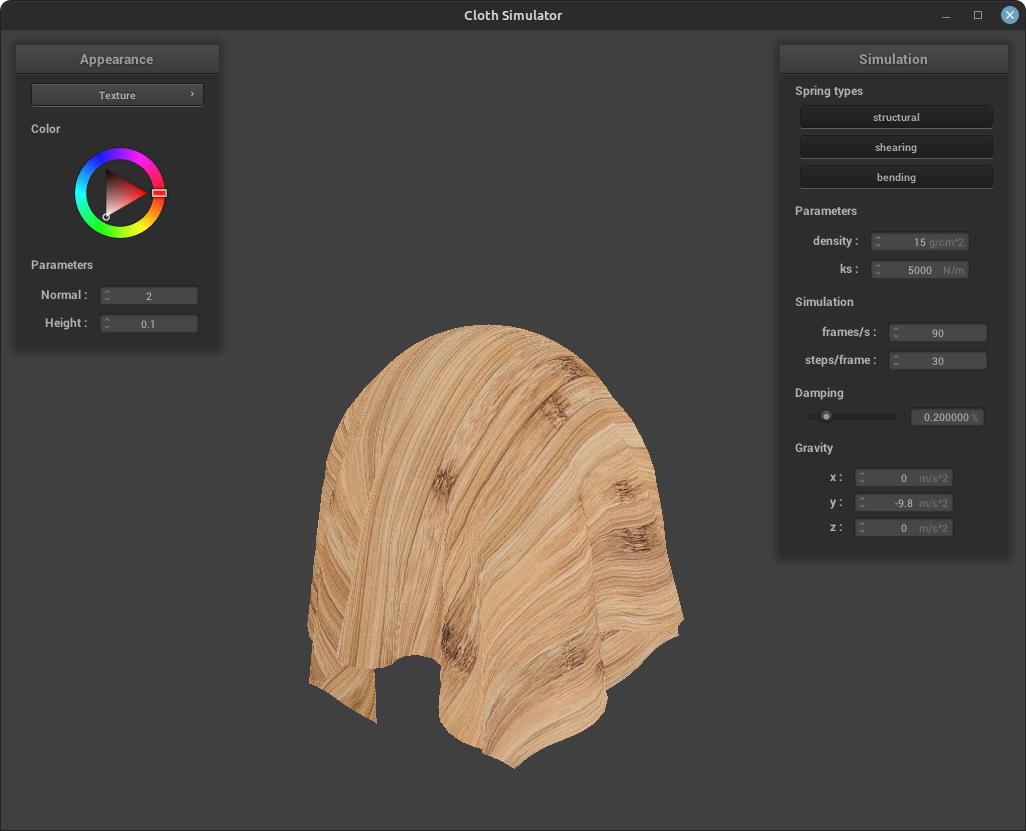 Cloth Simulator
Appearance
Texture
Color
Parameters
Normal : 2
Height : 0.1
Simulation
Spring types
structural
shearing
bending
Parameters
density : 15 g/cm^2
ks : 5000 N/m
Simulation
frames/s : 90
steps/frame : 30
Damping
0.200000 %
Gravity
x : 0 m/s^2
y : -9.8 m/s^2
z : 0 m/s^2